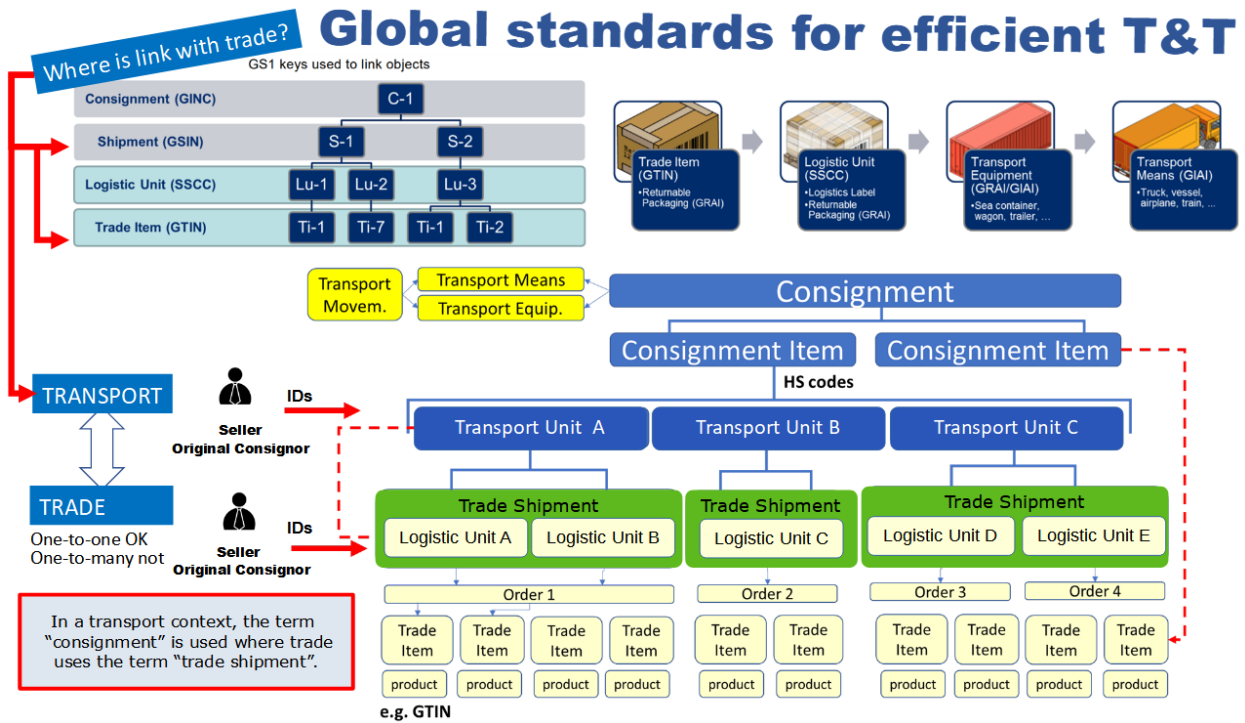 Global standards for efficient T&T
Where is link with trade?
GS1 keys used to link objects
Consignment (GINC)
C-1
Shipment (GSIN)
S-1
S-2
Logistic Unit (SSCC)
Lu-1
Lu-2
Lu-3
Trade Item (GTIN)
Ti-1
Ti-7
Ti-1
Ti-2
Trade Item
(GTIN)
•Returnable
Packaging (GRAI)
Logistic Unit
(SSCC)
•Logistics Label
•Returnable
Packaging (GRAI)
Transport
Equipment
(GRAI/GIAI)
•Sea container,
wagon, trailer, ...
Transport
Means (GIAI)
•Truck, vessel,
airplane, train, ...
Transport
Movem.
Transport Means
Transport Equip.
Consignment
Consignment Item
Consignment Item
HS codes
TRANSPORT
IDs
Seller
Original Consignor
Transport Unit A
Transport Unit B
Transport Unit C
TRADE
One-to-one OK
One-to-many not
IDs
Seller
Original Consignor
Trade Shipment
Logistic Unit A
Logistic Unit B
Trade Shipment
Logistic Unit C
Trade Shipment
Logistic Unit D
Logistic Unit E
Order 1
Order 2
Order 3
Order 4
In a transport context, the term
“consignment” is used where trade
uses the term “trade shipment”.
Trade
Item
Trade
Item
Trade
Item
Trade
Item
Trade
Item
Trade
Item
Trade
Item
Trade
Item
Trade
Item
Trade
Item
product
product
product
product
product
product
product
product
product
product
e.g. GTIN